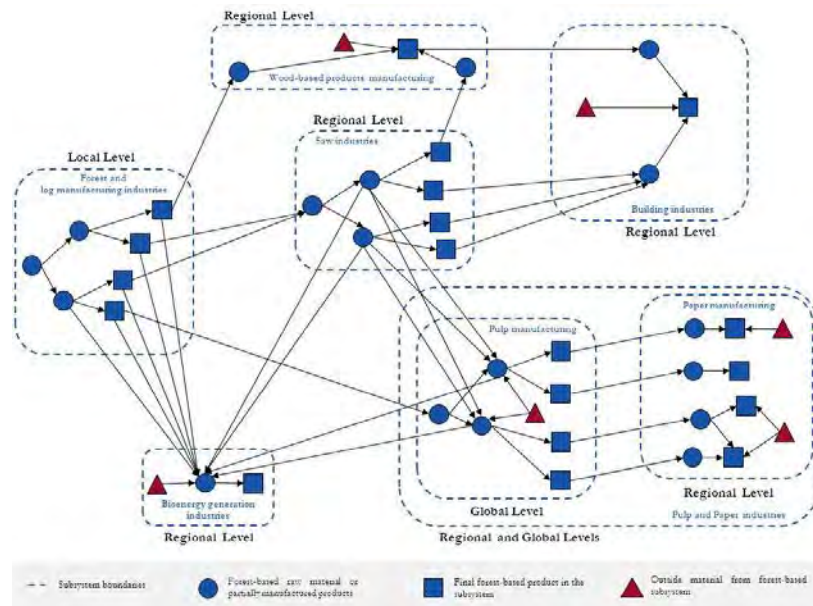 Regional Level
Wood-based products manufacturing
Regional Level
Saw industries
Local Level
Forest and
log manufacturing industries
Building industries
Regional Level
Pulp manufacturing
Paper manufacturing
Bioenergy generation
industries
Regional Level
Global Level
Regional Level
Regional and Global Levels
Pulp and Paper industries
Subsystem boundaries
Forest-based raw material or
partially-manufactured products
Final forest-based product in the
subsystem
Outside material from forest-based
subsystem